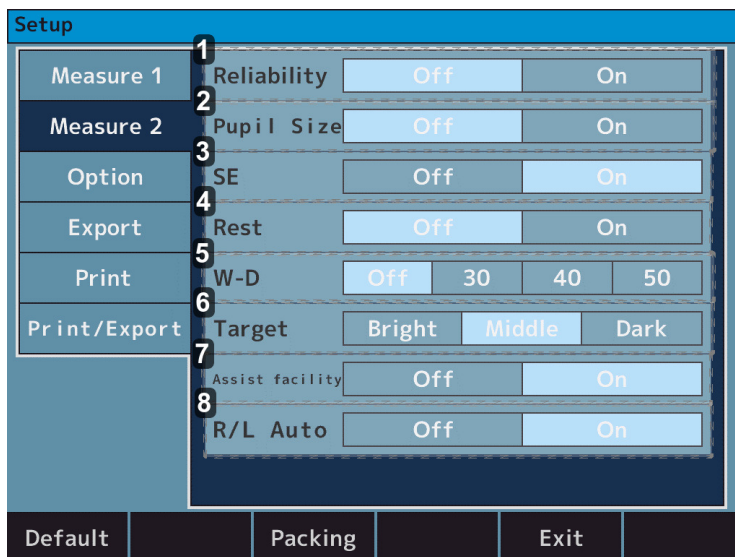 Setup
Measure 1
Measure 2
Option
Export
Print
Print/Export
1
Reliability Off On
2
Pupil Size Off On
3
SE Off On
4
Rest Off On
5
W-D Off 30 40 50
6
Target Bright Middle Dark
7
Assist facility Off On
8
R/L Auto Off On
Default Packing Exit